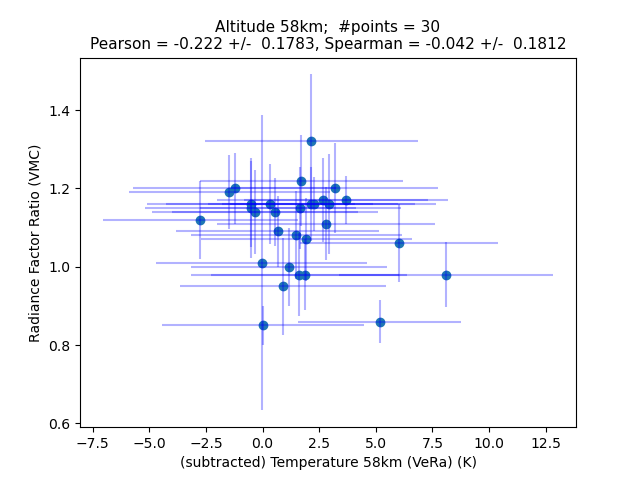 Altitude 58km;  #points = 30
Pearson = -0.222 +/-  0.1783, Spearman = -0.042 +/-  0.1812
Radiance Factor Ratio (VMC)
1.4
1.2
1.0
0.8
0.6
−7.5 −5.0 −2.5 0.0 2.5 5.0 7.5 10.0 12.5
(subtracted) Temperature 58km (VeRa) (K)